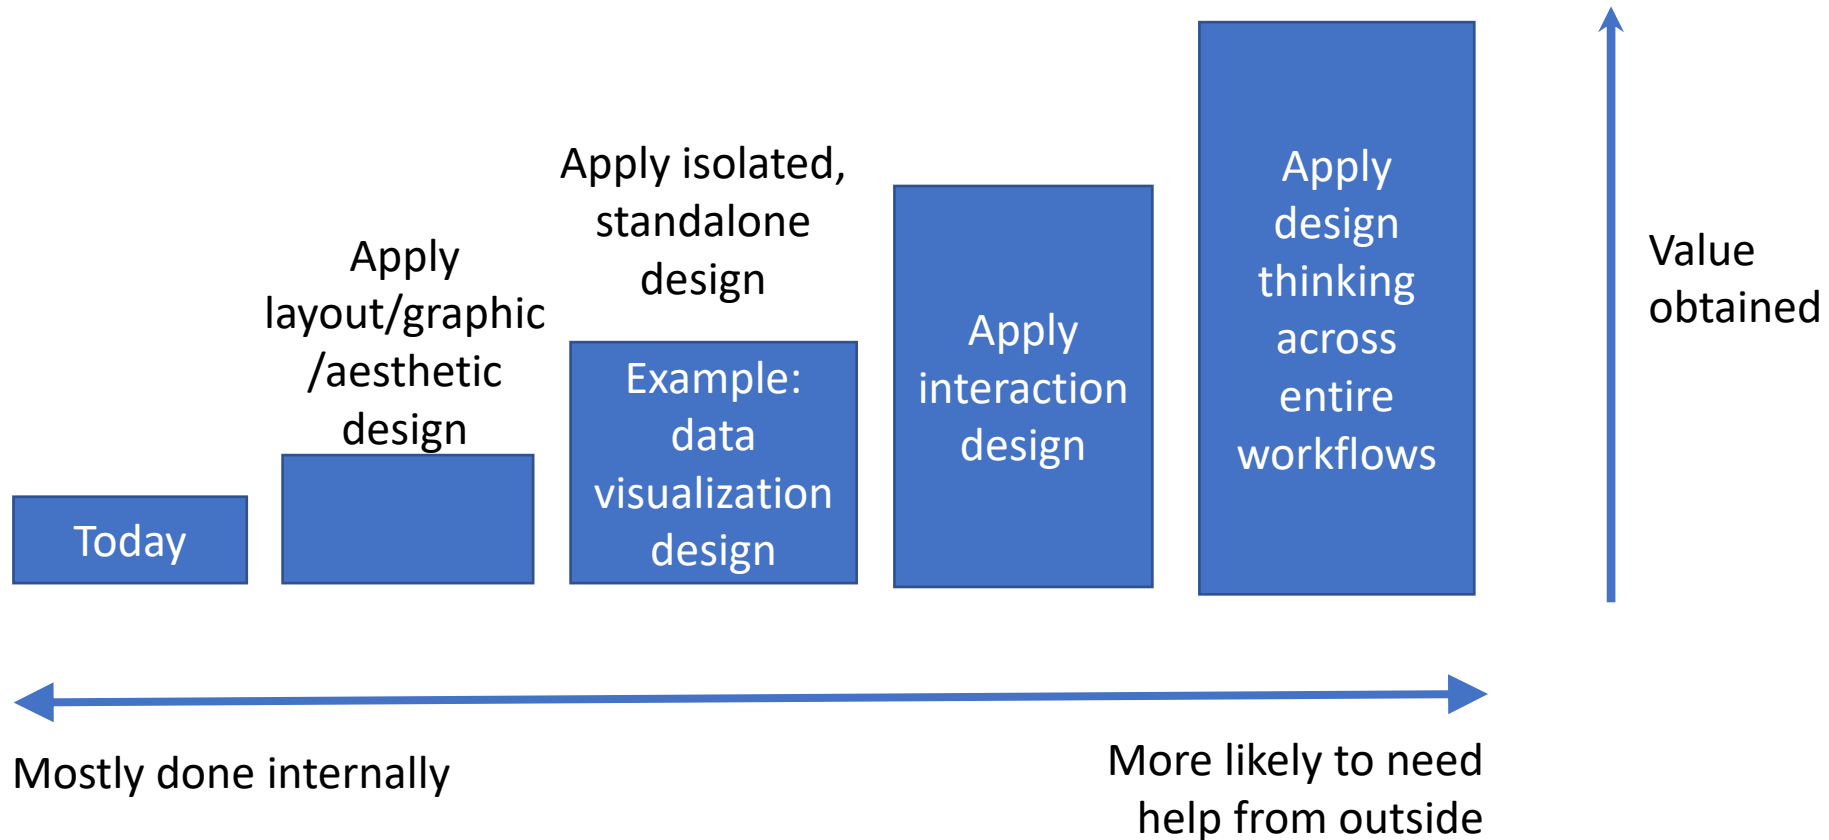 Today
Apply
layout/graphic
/aesthetic
design
Apply isolated,
standalone
design
Example:
data
visualization
design
Apply
interaction
design
Apply
design
thinking
across
entire
workflows
Value
obtained
Mostly done internally
More likely to need
help from outside